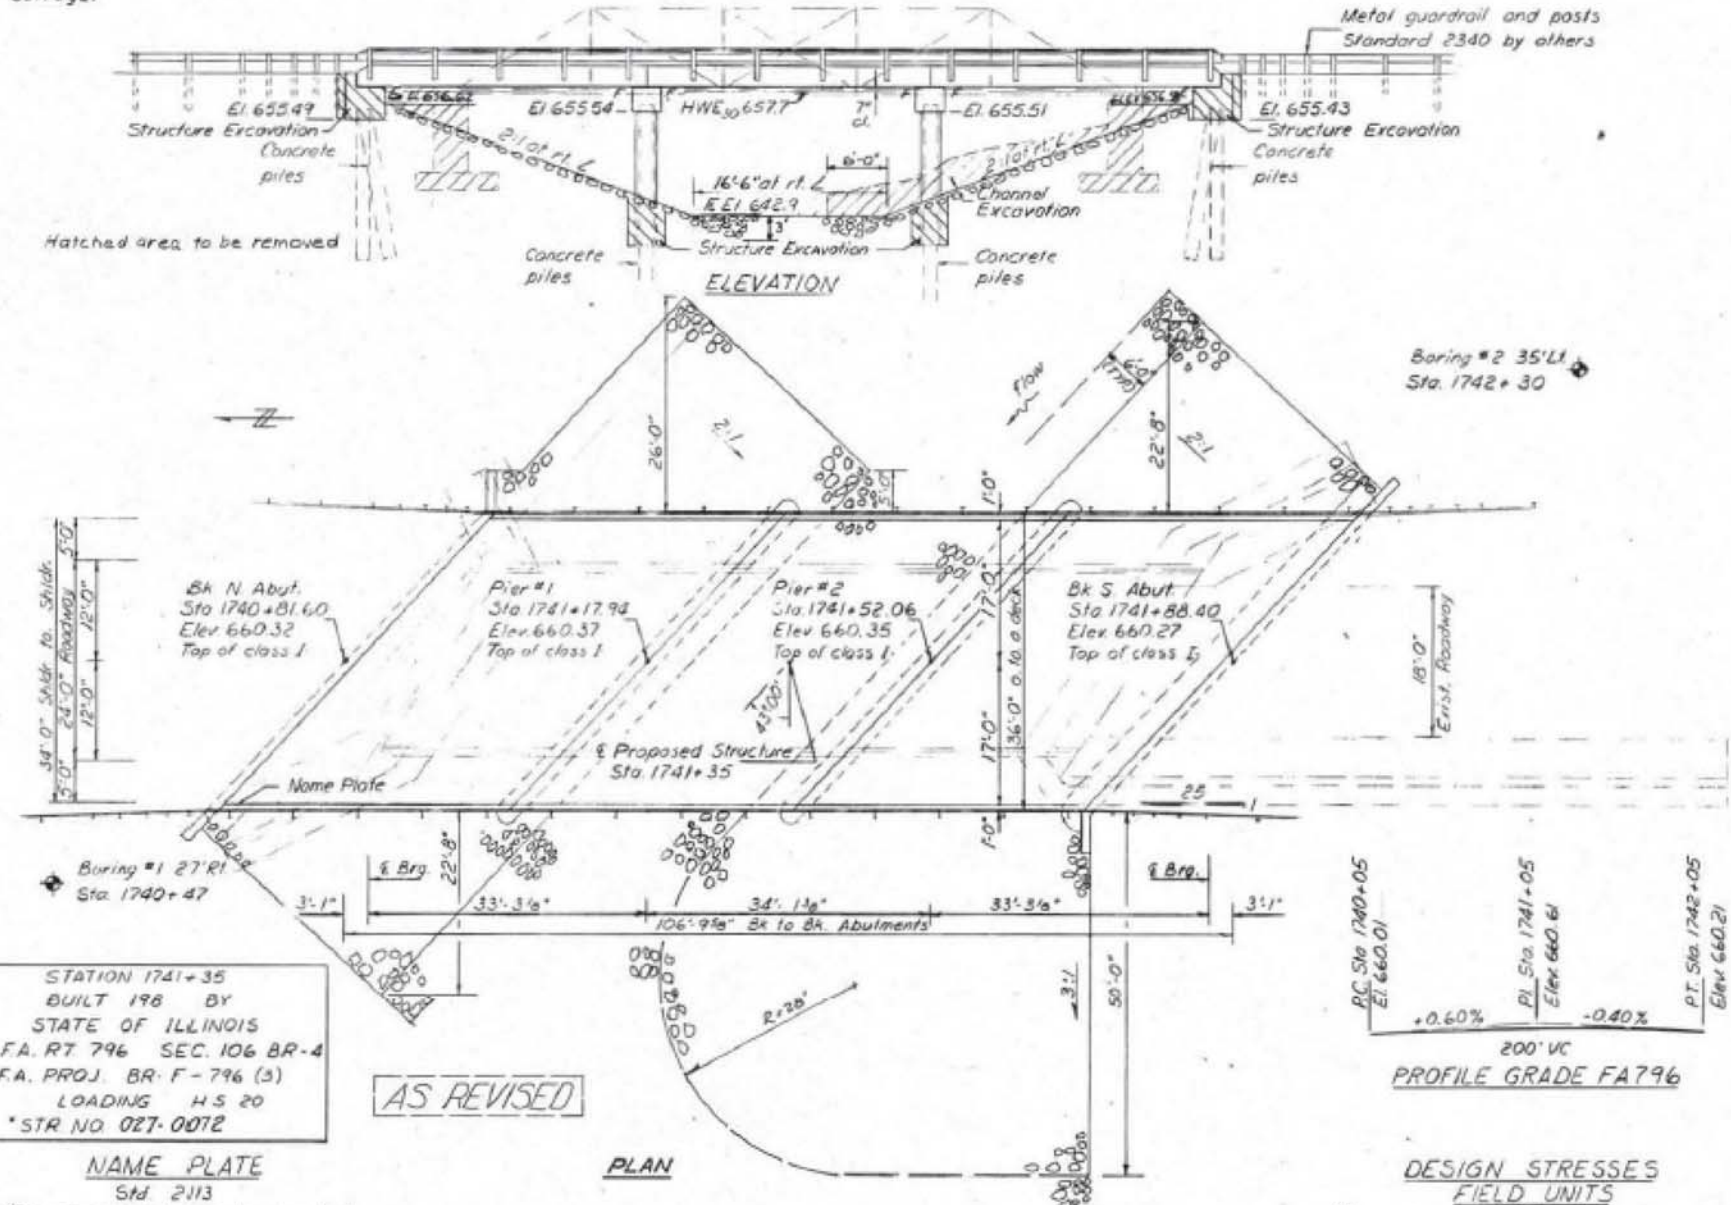 Metal guardrail and posts
Standard 2340 by others
El. 655.49
El. 655.54
HWE30 657.7
7"
cl.
El. 655.51
El. 655.43
Structure Excavation
Structure Excavation
Concrete
piles
2:1 at rt. L
6'-0"
2:1 at rt. L
Concrete
piles
16'-6" at rt. L
El. 642.9
3'
Channel
Excavation
Hatched area to be removed
Structure Excavation
Concrete
piles
Concrete
piles
ELEVATION
flow
6'-0"
(TYP.)
Boring #2 35' Lt.
Sta. 1742+30
26'-0"
2:1
22'-8"
2:1
5'-0"
1'-0"
34'-0" Shldr. to Shldr.
24'-0" Roadway
5'-0"
12'-0"
12'-0"
5'-0"
Bk. N. Abut.
Sta. 1740+81.60
Elev. 660.32
Top of class I
Pier #1
Sta. 1741+17.94
Elev. 660.37
Top of class I
Pier #2
Sta. 1741+52.06
Elev. 660.35
Top of class I
Bk. S. Abut.
Sta. 1741+88.40
Elev. 660.27
Top of class I
17'-0"
17'-0"
36'-0" o. to o. deck
18'-0"
Exist. Roadway
43°00'
℄ Proposed Structure
Sta. 1741+35
Name Plate
25
1
1'-0"
Boring #1 27' Rt.
Sta. 1740+47
℄ Brg.
22'-8"
℄ Brg.
3'-1"
33'-3⅛"
34'-1⅜"
33'-3⅛"
3'-1"
106'-9⅝" Bk. to Bk. Abutments
R=28'
3:1
50'-0"
P.C. Sta. 1740+05
El. 660.01
P.I. Sta. 1741+05
Elev. 660.61
P.T. Sta. 1742+05
Elev. 660.21
+0.60%
-0.40%
200' VC
PROFILE GRADE FA796
STATION 1741+35
BUILT 198 BY
STATE OF ILLINOIS
F.A. RT. 796 SEC. 106 BR-4
F.A. PROJ. BR-F-796 (3)
LOADING HS 20
*STR. NO. 027-0072
NAME PLATE
Std. 2113
AS REVISED
PLAN
DESIGN STRESSES
FIELD UNITS